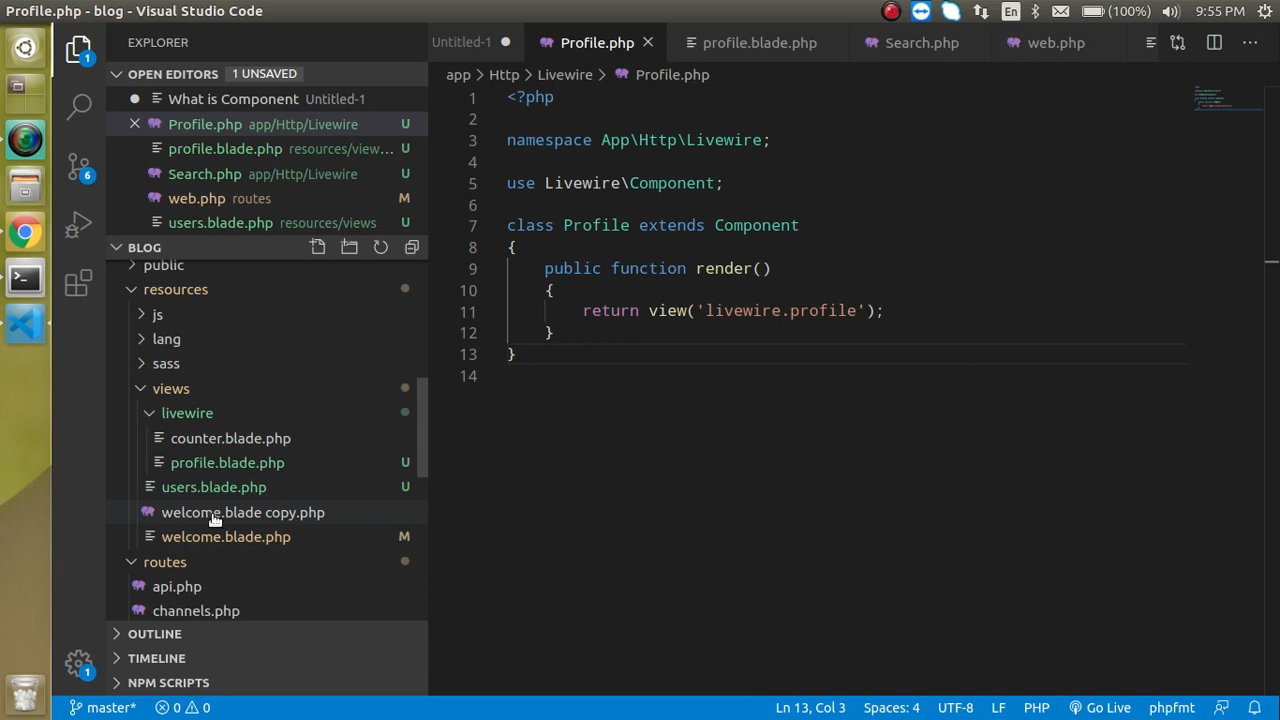 Profile.php - blog - Visual Studio Code
En
(100%)
9:55 PM
1
6
1
EXPLORER
OPEN EDITORS 1 UNSAVED
What is Component Untitled-1
Profile.php app/Http/Livewire U
profile.blade.php resources/view... U
Search.php app/Http/Livewire U
web.php routes M
users.blade.php resources/views U
BLOG
public
resources
js
lang
sass
views
livewire
counter.blade.php
profile.blade.php U
users.blade.php U
welcome.blade copy.php
welcome.blade.php M
routes
api.php
channels.php
OUTLINE
TIMELINE
NPM SCRIPTS
Untitled-1 Profile.php profile.blade.php Search.php web.php
app > Http > Livewire > Profile.php
1 <?php
2
3 namespace App\Http\Livewire;
4
5 use Livewire\Component;
6
7 class Profile extends Component
8 {
9 public function render()
10 {
11 return view('livewire.profile');
12 }
13 }
14
master* 0 0 Ln 13, Col 3 Spaces: 4 UTF-8 LF PHP Go Live phpfmt